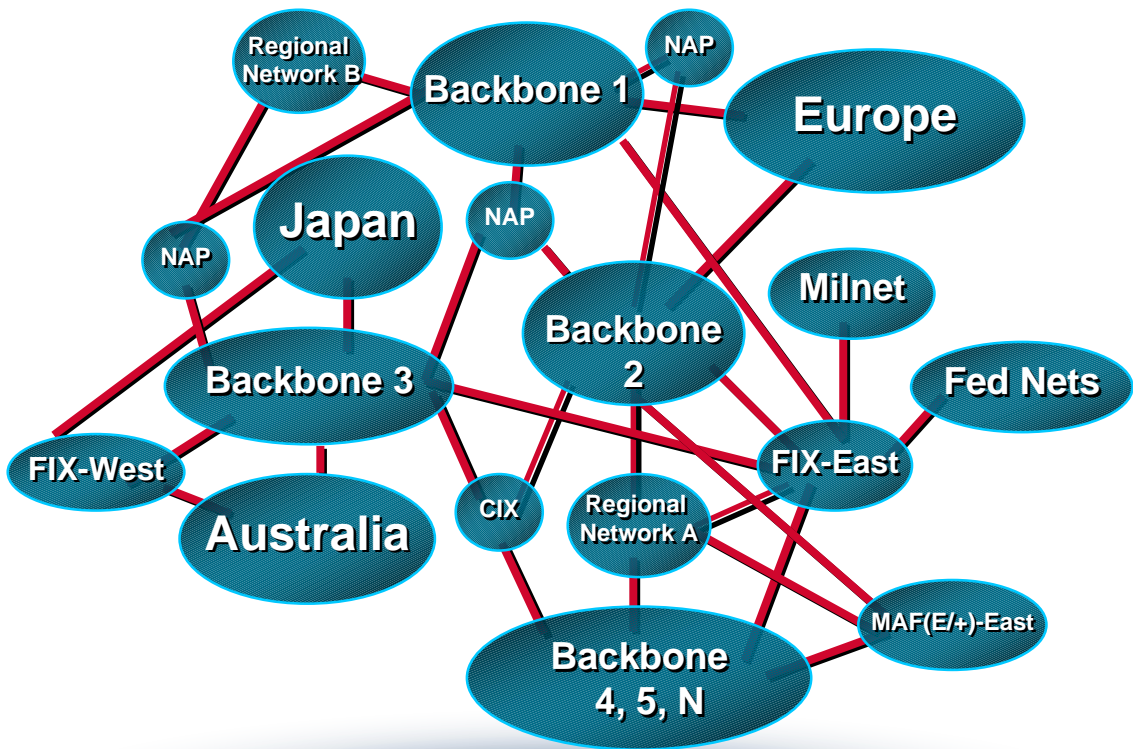 Regional
Network B
Backbone 1
NAP
Europe
Japan
NAP
NAP
Milnet
Backbone
2
Backbone 3
Fed Nets
FIX-West
FIX-East
Australia
CIX
Regional
Network A
MAF(E/+)-East
Backbone
4, 5, N